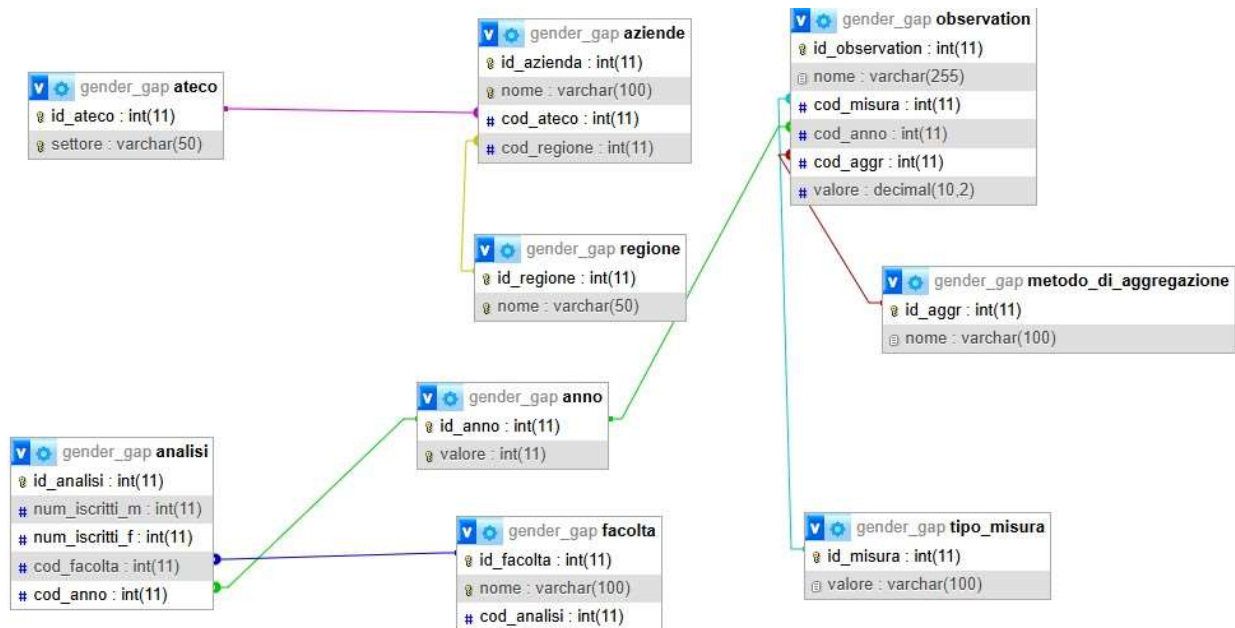 gender_gap ateco
id_ateco : int(11)
settore : varchar(50)
v gender_gap aziende
id_azienda : int(11)
nome : varchar(100)
# cod_ateco : int(11)
# cod_regione : int(11)
v gender_gap observation
id_observation : int(11)
nome : varchar(255)
# cod_misura : int(11)
# cod_anno : int(11)
# cod_aggr : int(11)
# valore : decimal(10,2)
v gender_gap regione
id_regione : int(11)
nome : varchar(50)
v gender_gap metodo_di_aggregazione
id_aggr : int(11)
nome : varchar(100)
v gender_gap anno
id_anno : int(11)
valore : int(11)
v gender_gap analisi
id_analisi : int(11)
# num_iscritti_m : int(11)
# num_iscritti_f : int(11)
# cod_facolta : int(11)
# cod_anno : int(11)
v gender_gap facolta
id_facolta : int(11)
nome : varchar(100)
# cod_analisi : int(11)
v gender_gap tipo_misura
id_misura : int(11)
valore : varchar(100)